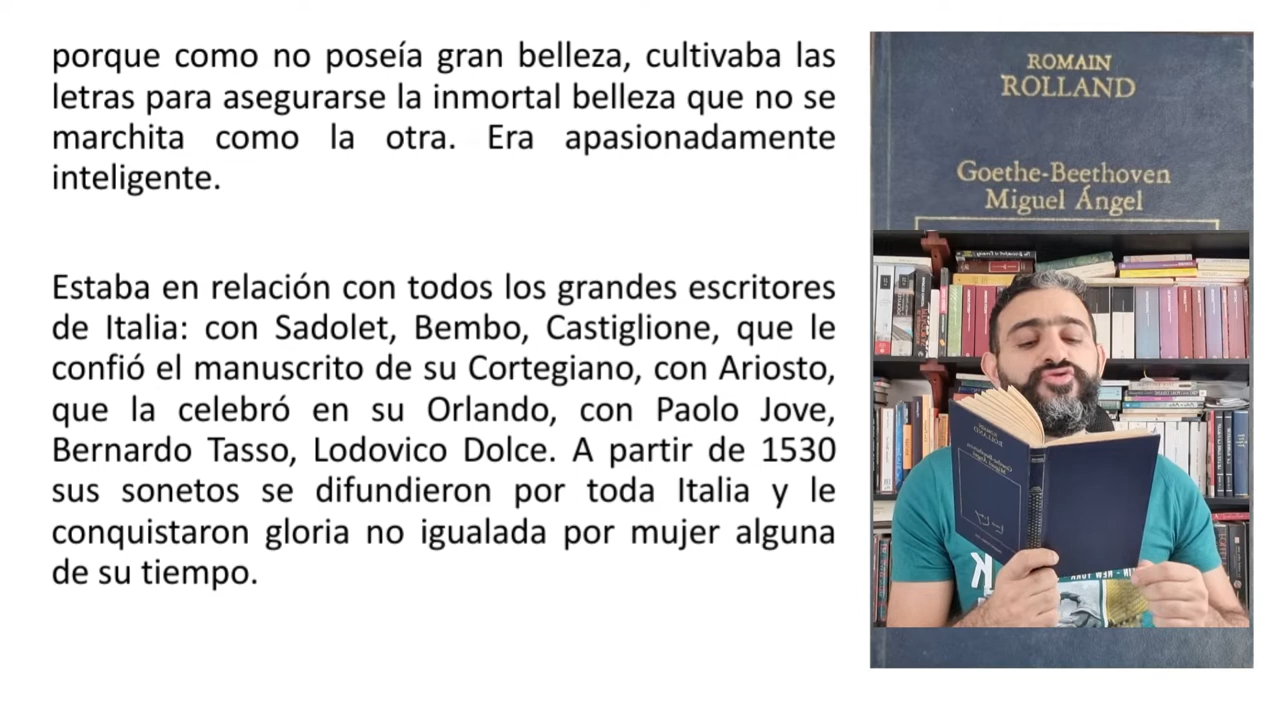 porque como no poseía gran belleza, cultivaba las
letras para asegurarse la inmortal belleza que no se
marchita como la otra. Era apasionadamente
inteligente.
Estaba en relación con todos los grandes escritores
de Italia: con Sadolet, Bembo, Castiglione, que le
confió el manuscrito de su Cortegiano, con Ariosto,
que la celebró en su Orlando, con Paolo Jove,
Bernardo Tasso, Lodovico Dolce. A partir de 1530
sus sonetos se difundieron por toda Italia y le
conquistaron gloria no igualada por mujer alguna
de su tiempo.
ROMAIN
ROLLAND
Goethe-Beethoven
Miguel Ángel